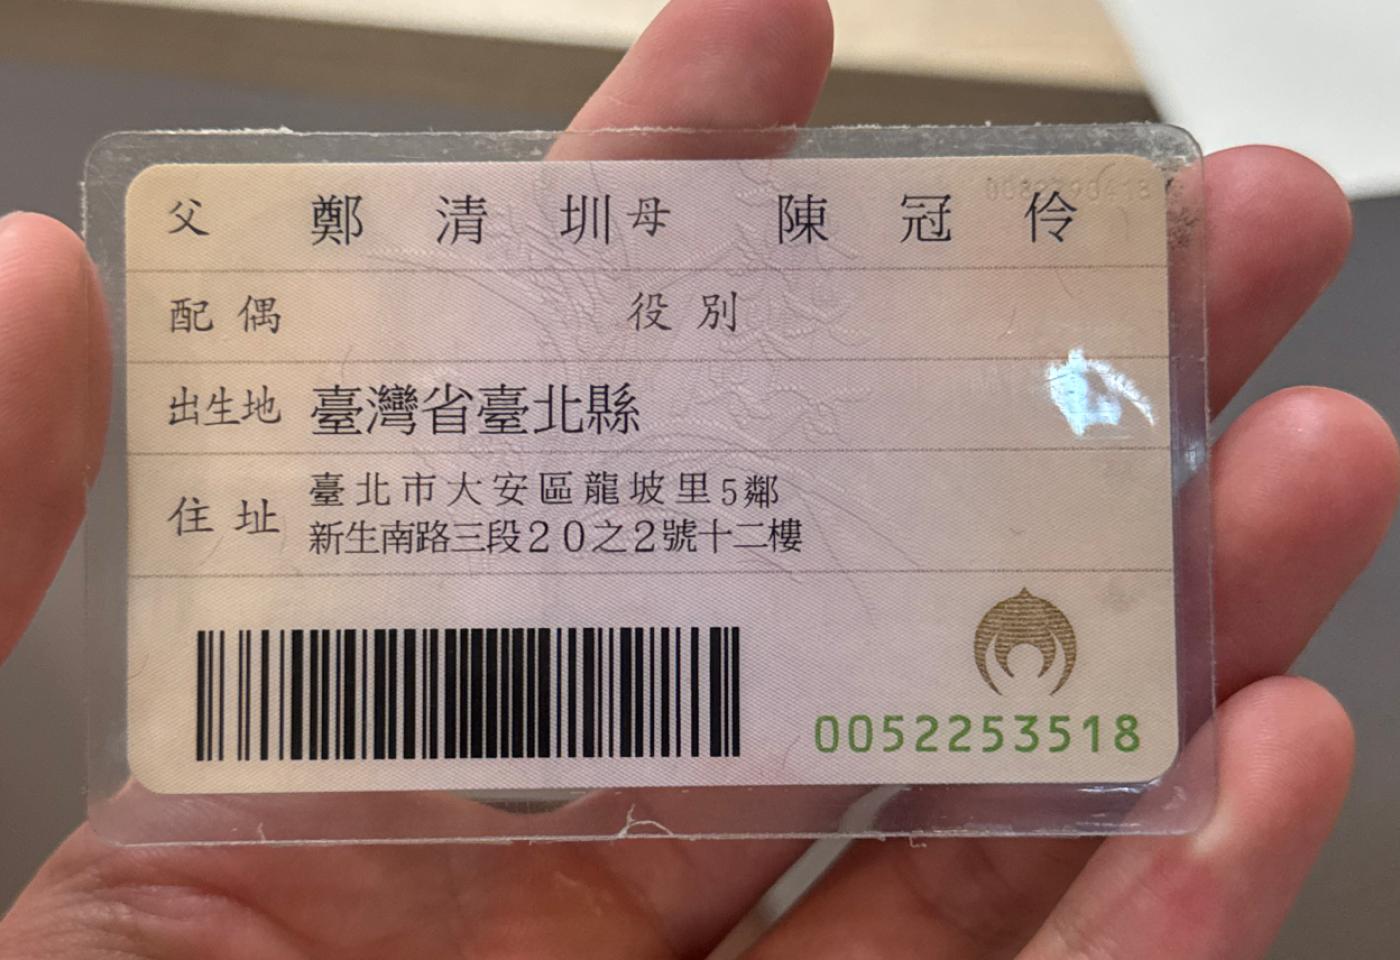 父 鄭清圳 母 陳冠伶
配偶 役別
出生地 臺灣省臺北縣
住址 臺北市大安區龍坡里5鄰
新生南路三段20之2號十二樓
0052253518